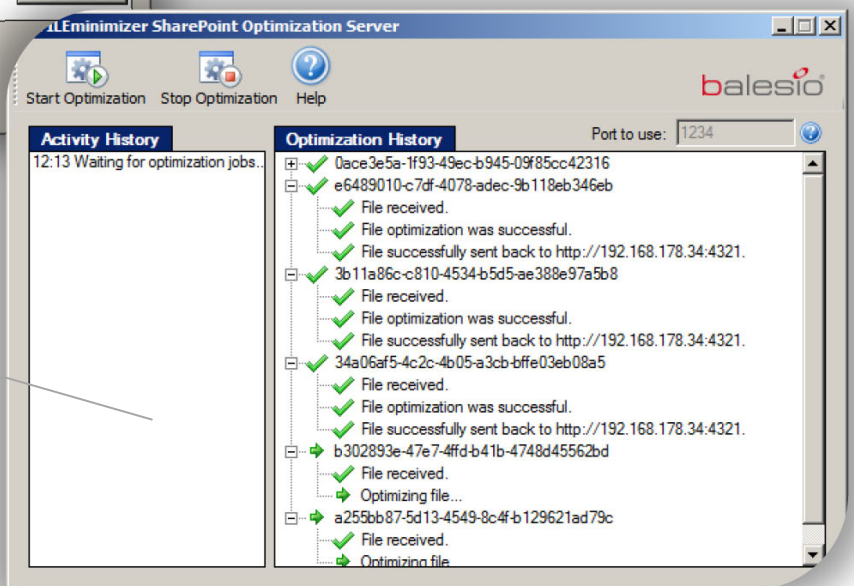 FILEminimizer SharePoint Optimization Server
Start Optimization Stop Optimization Help
balesio
Activity History
Optimization History
Port to use: 1234
12:13 Waiting for optimization jobs..
0ace3e5a-1f93-49ec-b945-09f85cc42316
e6489010-c7df-4078-adec-9b118eb346eb
File received.
File optimization was successful.
File successfully sent back to http://192.168.178.34:4321.
3b11a86c-c810-4534-b5d5-ae388e97a5b8
File received.
File optimization was successful.
File successfully sent back to http://192.168.178.34:4321.
34a06af5-4c2c-4b05-a3cb-bffe03eb08a5
File received.
File optimization was successful.
File successfully sent back to http://192.168.178.34:4321.
b302893e-47e7-4ffd-b41b-4748d45562bd
File received.
Optimizing file...
a255bb87-5d13-4549-8c4f-b129621ad79c
File received.
Optimizing file